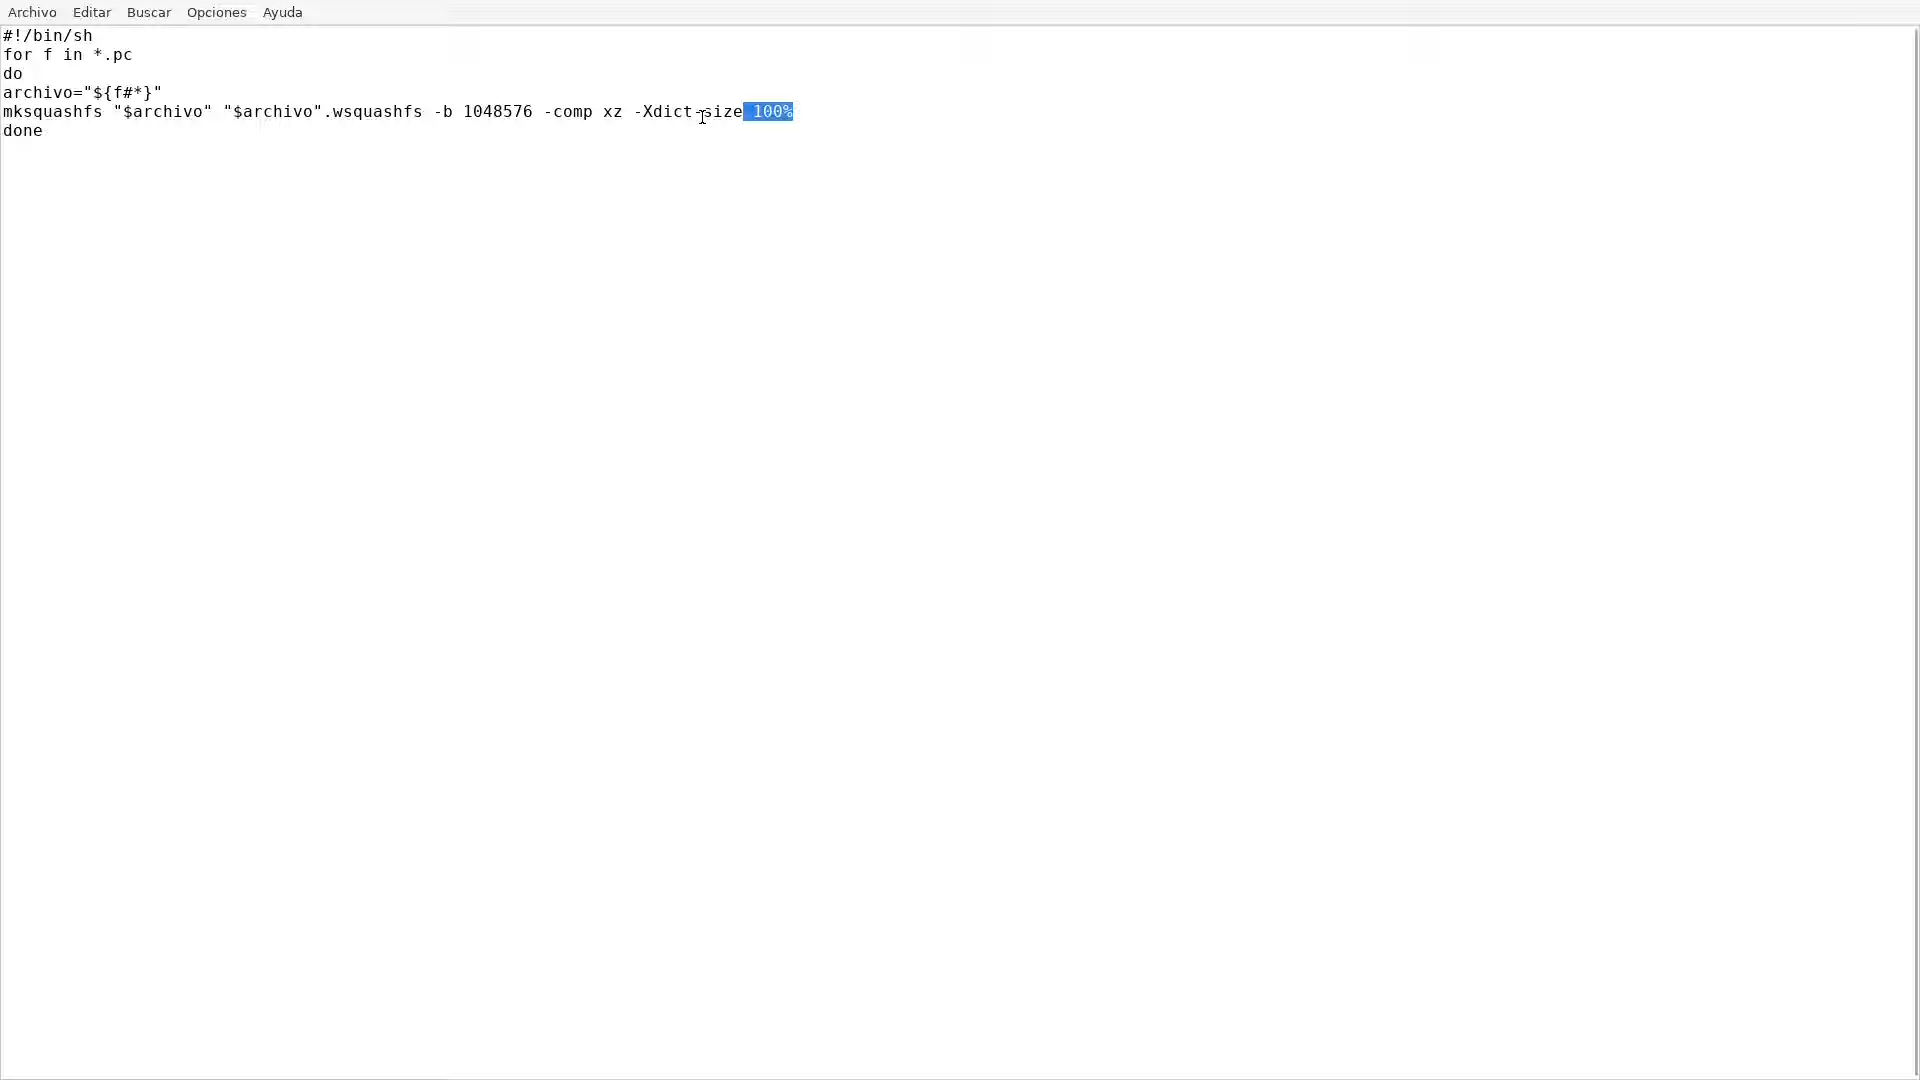 Archivo Editar Buscar Opciones Ayuda
#!/bin/sh
for f in *.pc
do
archivo="${f#*}"
mksquashfs "$archivo" "$archivo".wsquashfs -b 1048576 -comp xz -Xdict-size 100%
done